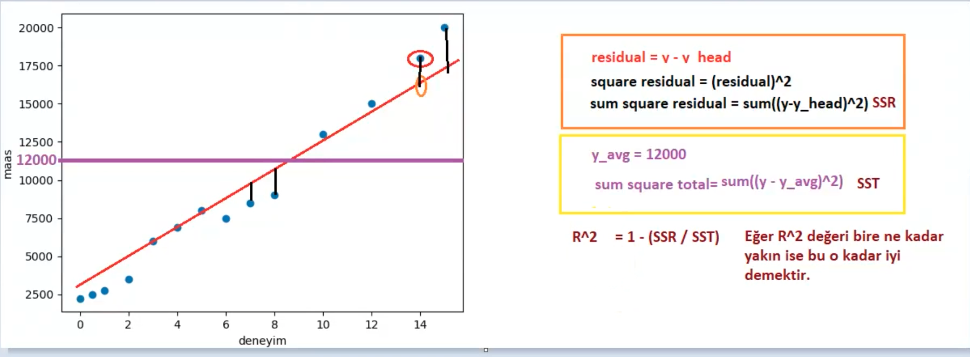 20000
17500
15000
12500
12000
10000
7500
5000
2500
maas
0 2 4 6 8 10 12 14
deneyim
residual = y - y_head
square residual = (residual)^2
sum square residual = sum((y-y_head)^2) SSR
y_avg = 12000
sum square total= sum((y - y_avg)^2) SST
R^2 = 1 - (SSR / SST)
Eğer R^2 değeri bire ne kadar
yakın ise bu o kadar iyi
demektir.